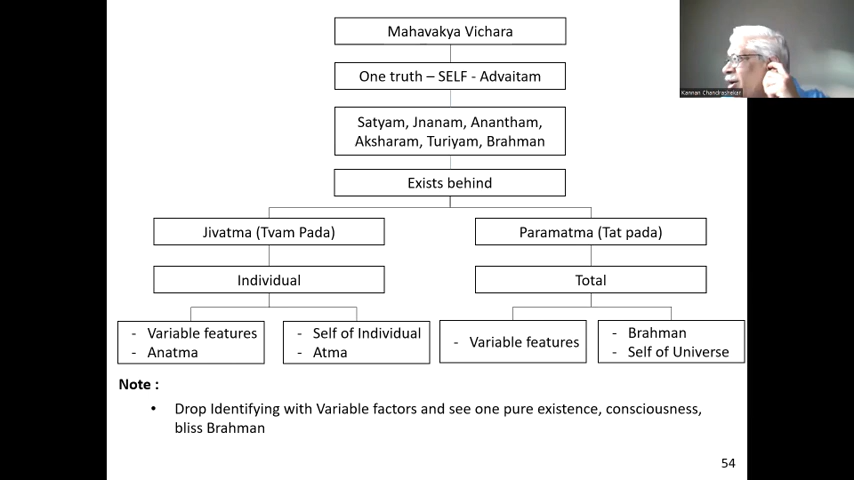 Mahavakya Vichara
One truth – SELF - Advaitam
Satyam, Jnanam, Anantham,
Aksharam, Turiyam, Brahman
Exists behind
Jivatma (Tvam Pada)
Paramatma (Tat pada)
Individual
Total
- Variable features
- Anatma
- Self of Individual
- Atma
- Variable features
- Brahman
- Self of Universe
Note :
• Drop Identifying with Variable factors and see one pure existence, consciousness,
bliss Brahman
54
Kannan Chandrashekar